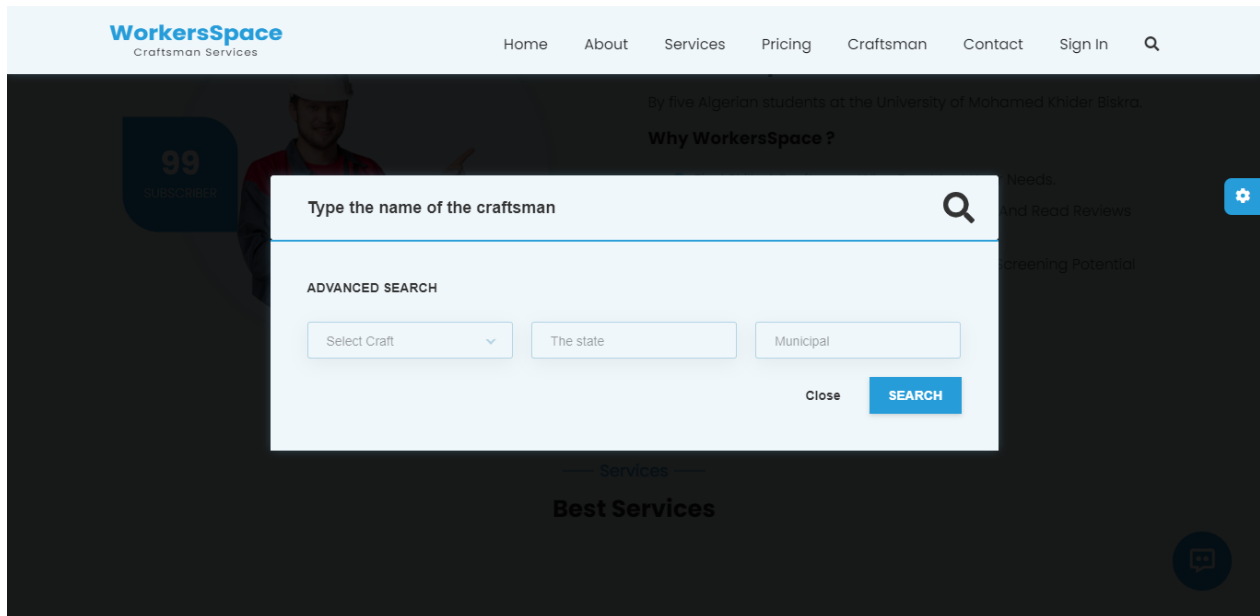 WorkersSpace
Craftsman Services
Home About Services Pricing Craftsman Contact Sign In
By five Algerian students at the University of Mohamed Khider Biskra.
Why WorkersSpace ?
99
SUBSCRIBER
Needs.
And Read Reviews
Screening Potential
Type the name of the craftsman
ADVANCED SEARCH
Select Craft The state Municipal
Close SEARCH
Services
Best Services